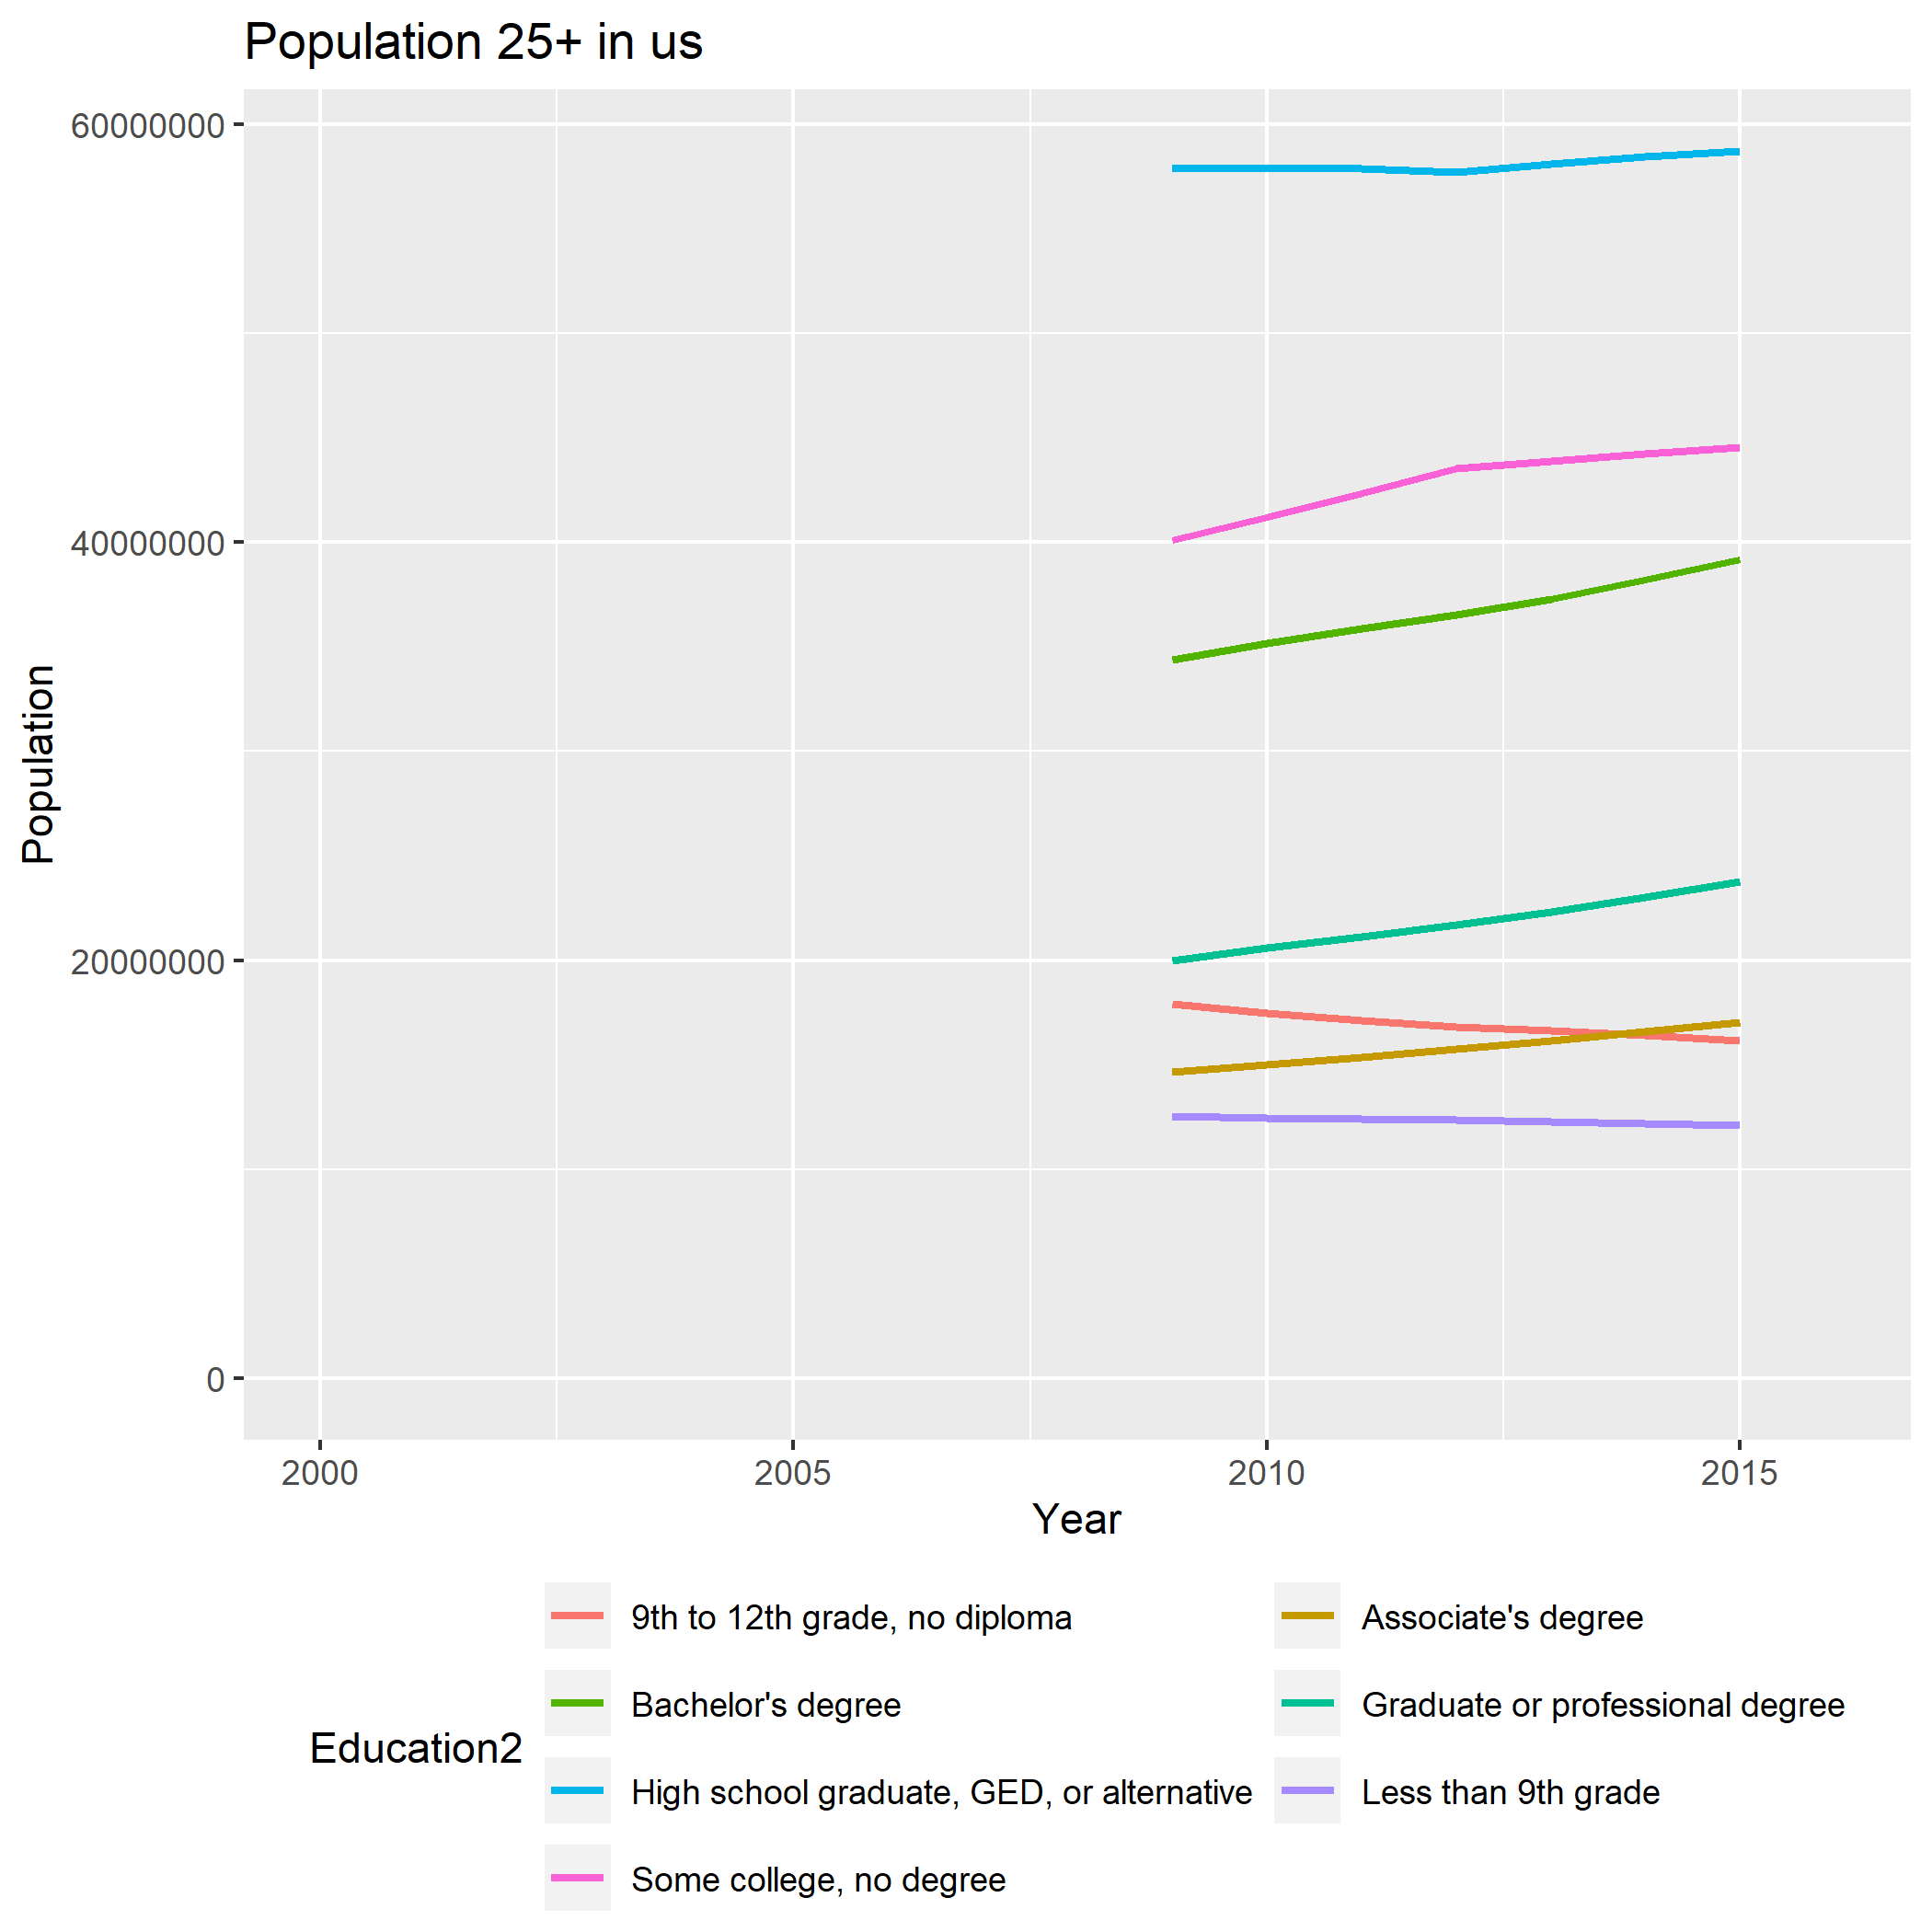 Population 25+ in us
60000000
40000000
20000000
0
Population
2000 2005 2010 2015
Year
Education2
9th to 12th grade, no diploma
Bachelor's degree
High school graduate, GED, or alternative
Some college, no degree
Associate's degree
Graduate or professional degree
Less than 9th grade